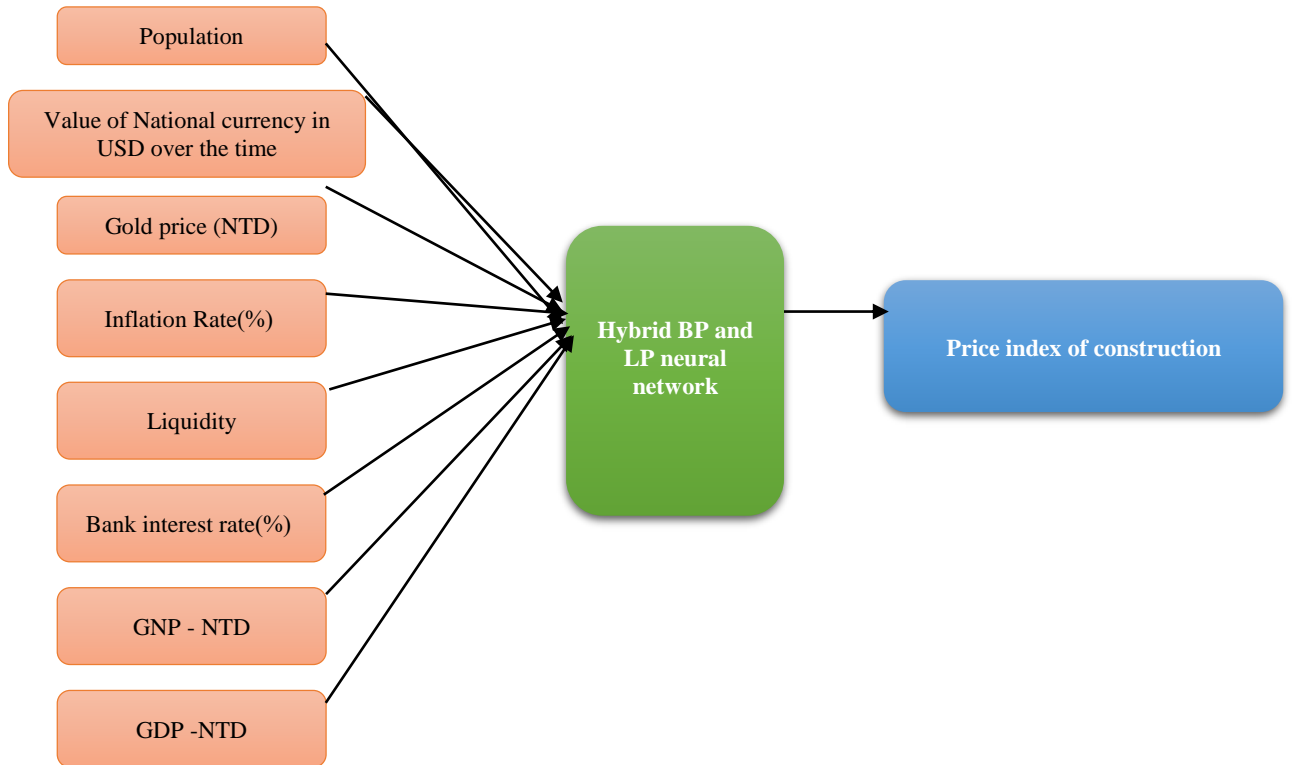 Population
Value of National currency in
USD over the time
Gold price (NTD)
Inflation Rate(%)
Liquidity
Bank interest rate(%)
GNP - NTD
GDP -NTD
Hybrid BP and
LP neural
network
Price index of construction